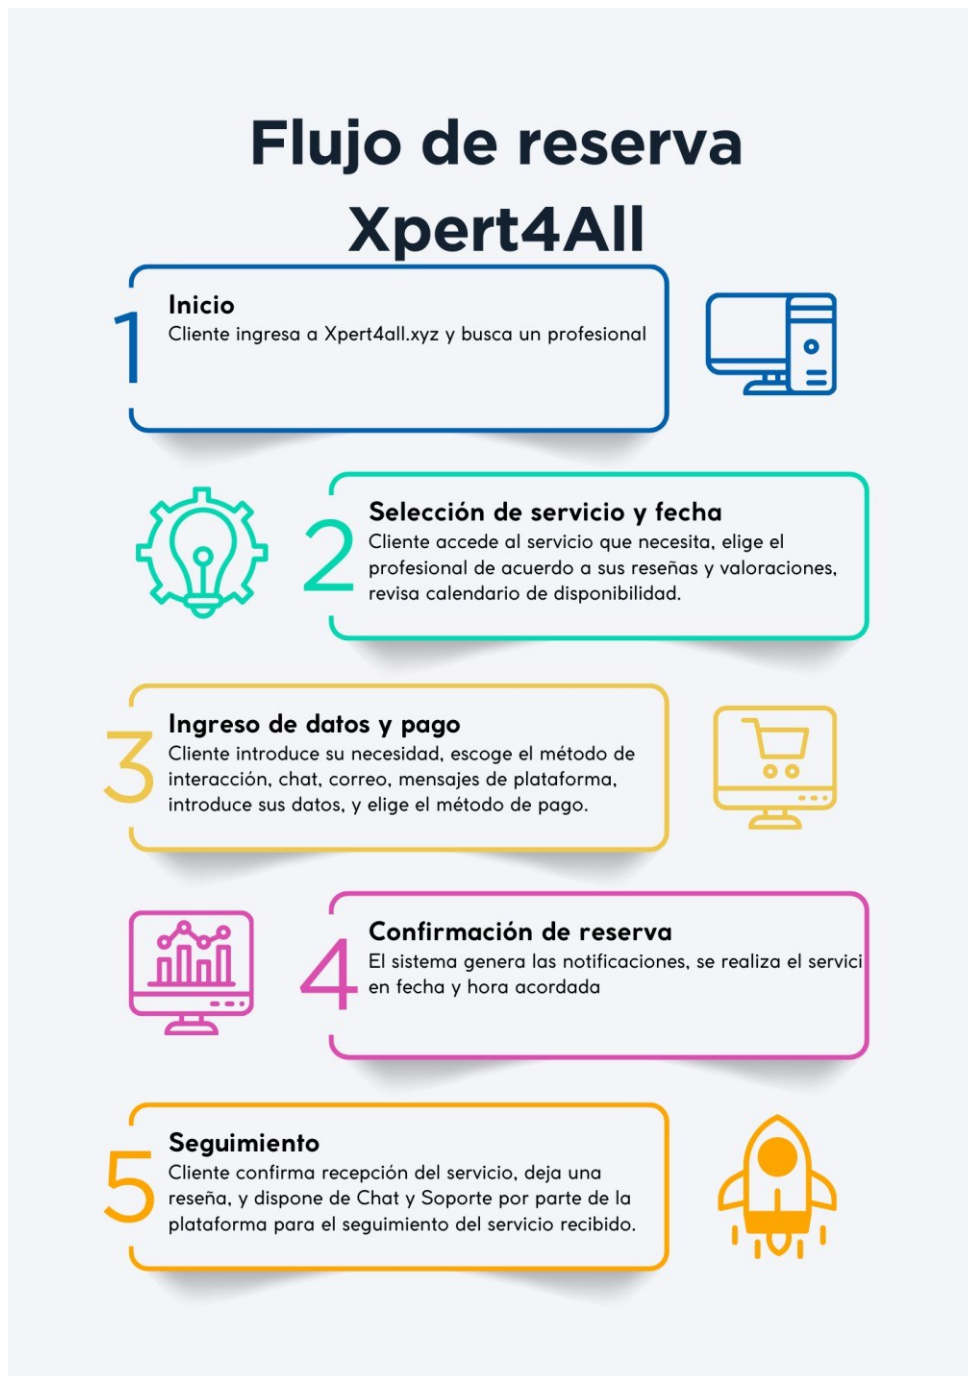 Flujo de reserva
Xpert4All
1
Inicio
Cliente ingresa a Xpert4all.xyz y busca un profesional
2
Selección de servicio y fecha
Cliente accede al servicio que necesita, elige el
profesional de acuerdo a sus reseñas y valoraciones,
revisa calendario de disponibilidad.
3
Ingreso de datos y pago
Cliente introduce su necesidad, escoge el método de
interacción, chat, correo, mensajes de plataforma,
introduce sus datos, y elige el método de pago.
4
Confirmación de reserva
El sistema genera las notificaciones, se realiza el servici
en fecha y hora acordada
5
Seguimiento
Cliente confirma recepción del servicio, deja una
reseña, y dispone de Chat y Soporte por parte de la
plataforma para el seguimiento del servicio recibido.